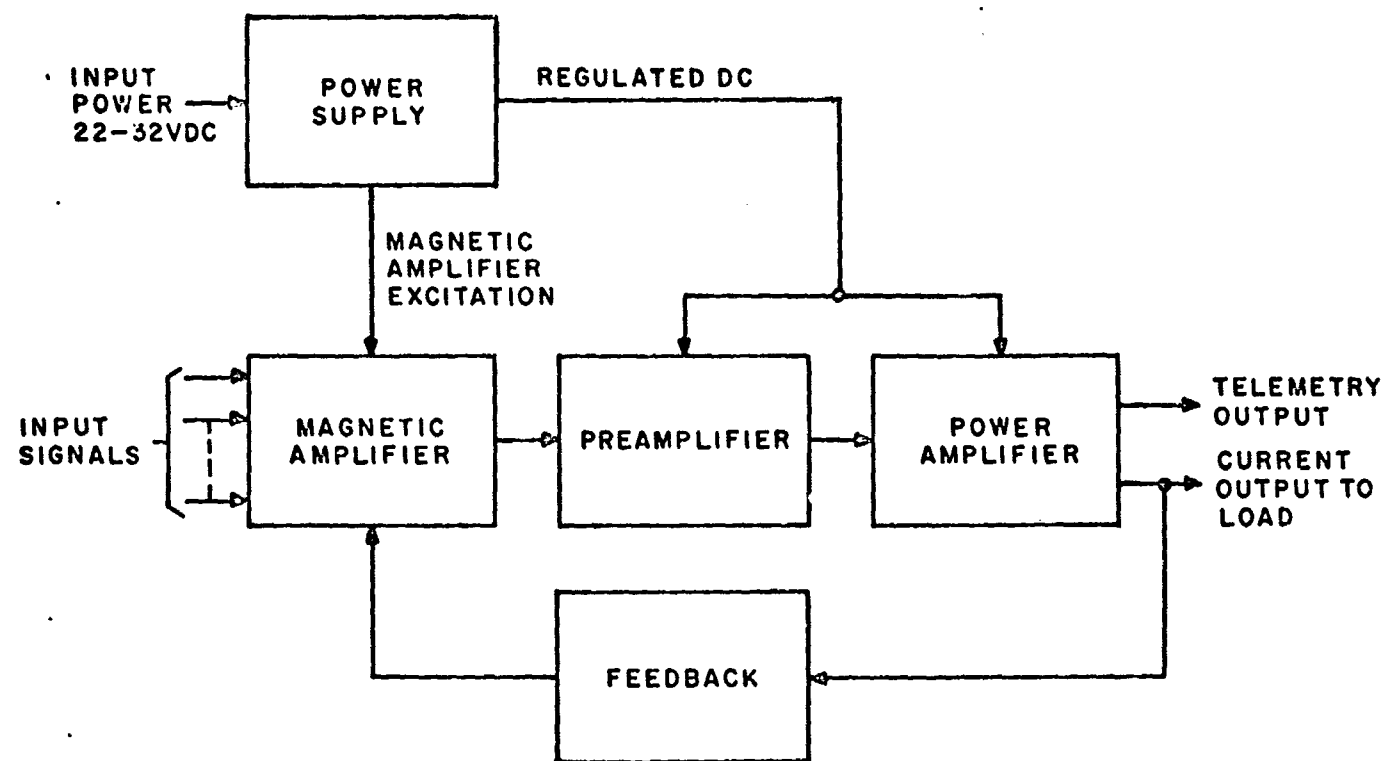 INPUT
POWER
22-32VDC
POWER
SUPPLY
REGULATED DC
MAGNETIC
AMPLIFIER
EXCITATION
INPUT
SIGNALS
MAGNETIC
AMPLIFIER
PREAMPLIFIER
POWER
AMPLIFIER
TELEMETRY
OUTPUT
CURRENT
OUTPUT TO
LOAD
FEEDBACK